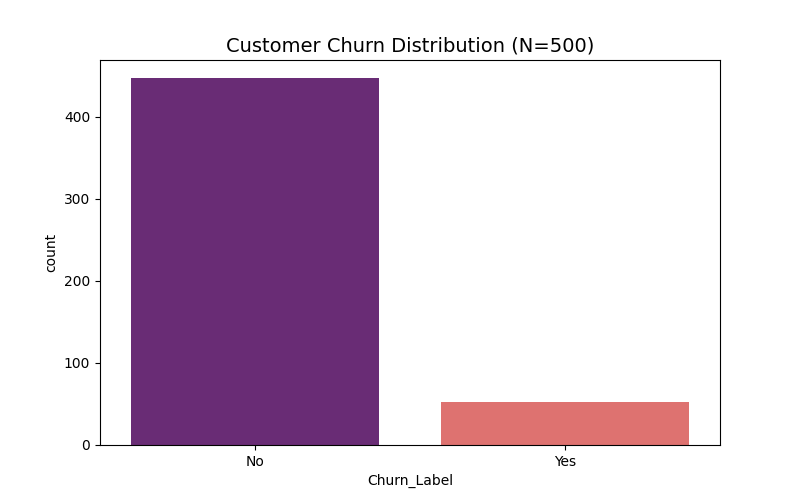 Customer Churn Distribution (N=500)
400
300
200
100
0
count
No
Yes
Churn_Label